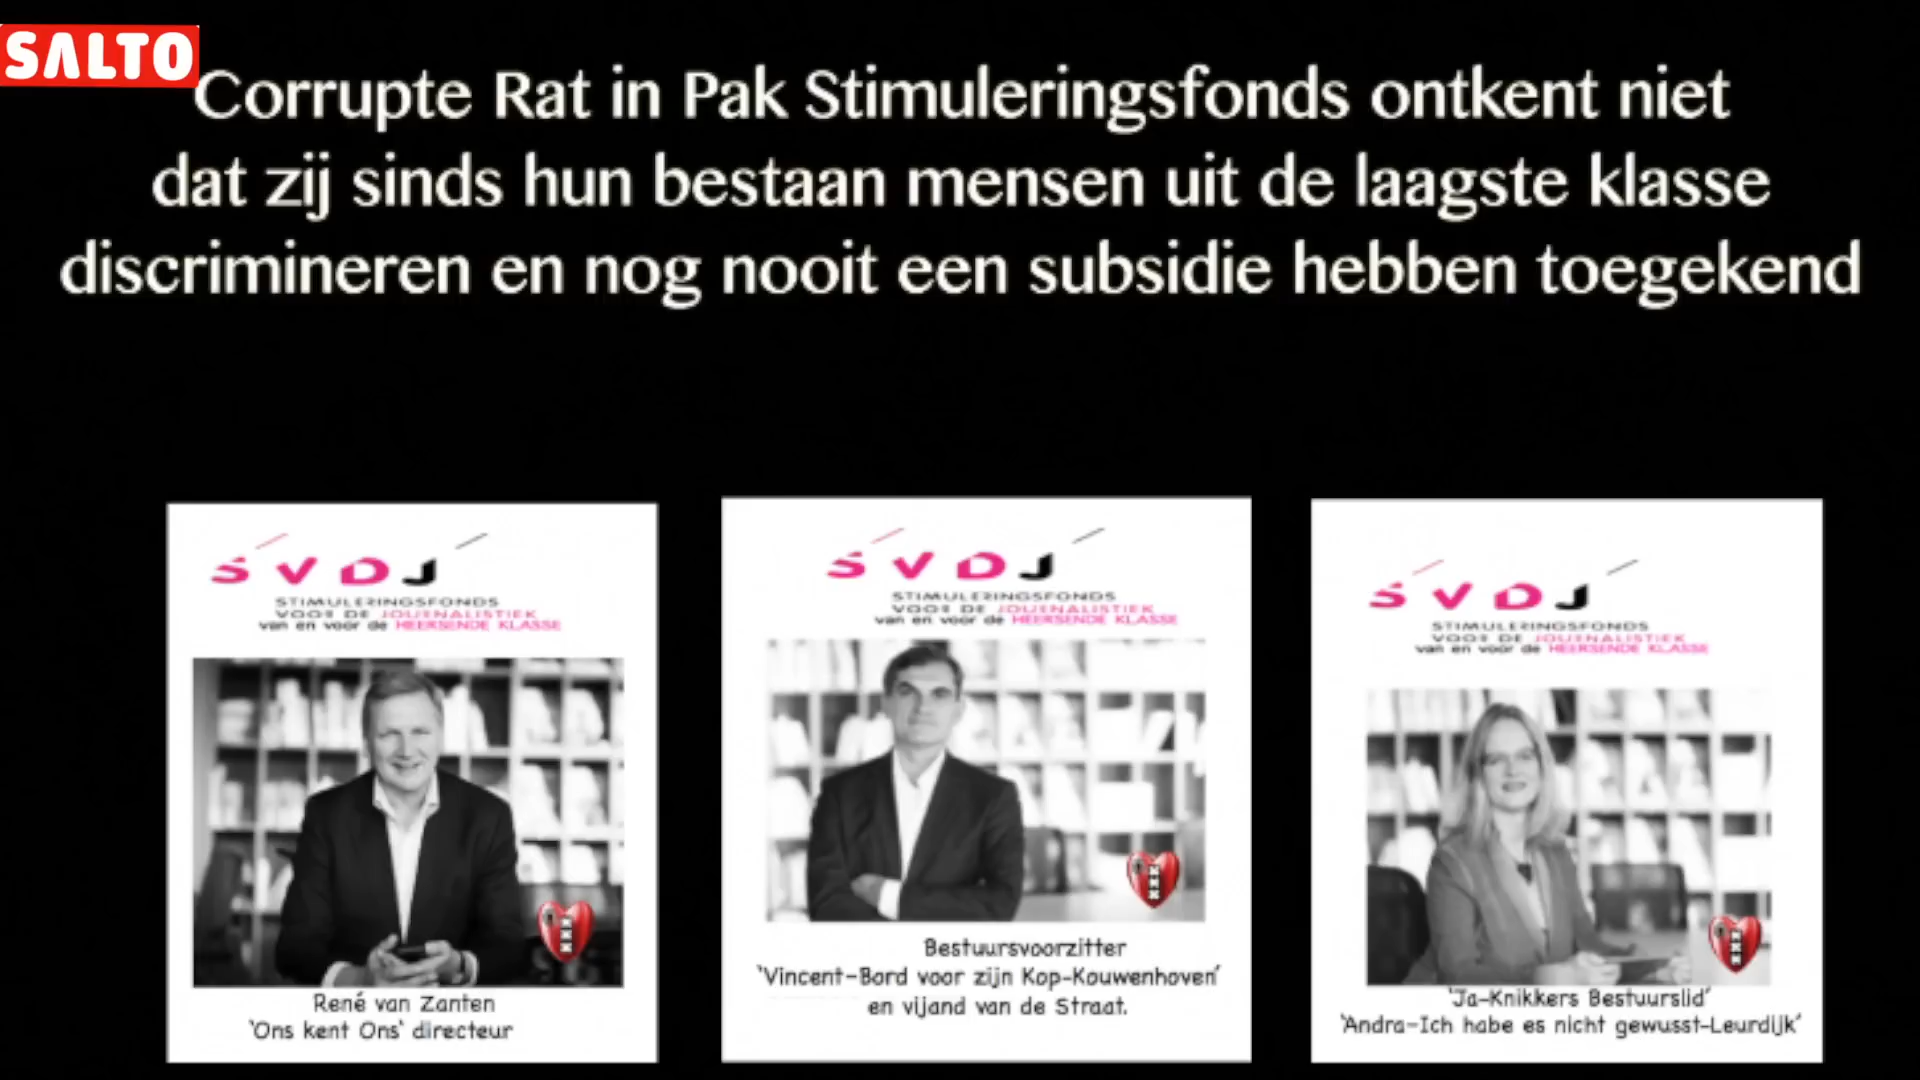 SALTO
Corrupte Rat in Pak Stimuleringsfonds ontkent niet
dat zij sinds hun bestaan mensen uit de laagste klasse
discrimineren en nog nooit een subsidie hebben toegekend
SVDJ
STIMULERINGSFONDS
VOOR DE JOURNALISTIEK
van en voor de HEERSENDE KLASSE
René van Zanten
'Ons kent Ons' directeur
SVDJ
STIMULERINGSFONDS
VOOR DE JOURNALISTIEK
van en voor de HEERSENDE KLASSE
XXX
Bestuursvoorzitter
'Vincent-Bord voor zijn Kop-Kouwenhoven'
en vijand van de Straat.
SVDJ
STIMULERINGSFONDS
VOOR DE JOURNALISTIEK
van en voor de HEERSENDE KLASSE
XXX
'Ja-Knikkers Bestuurslid'
'Andra-Ich habe es nicht gewusst-Leurdijk'
XXX